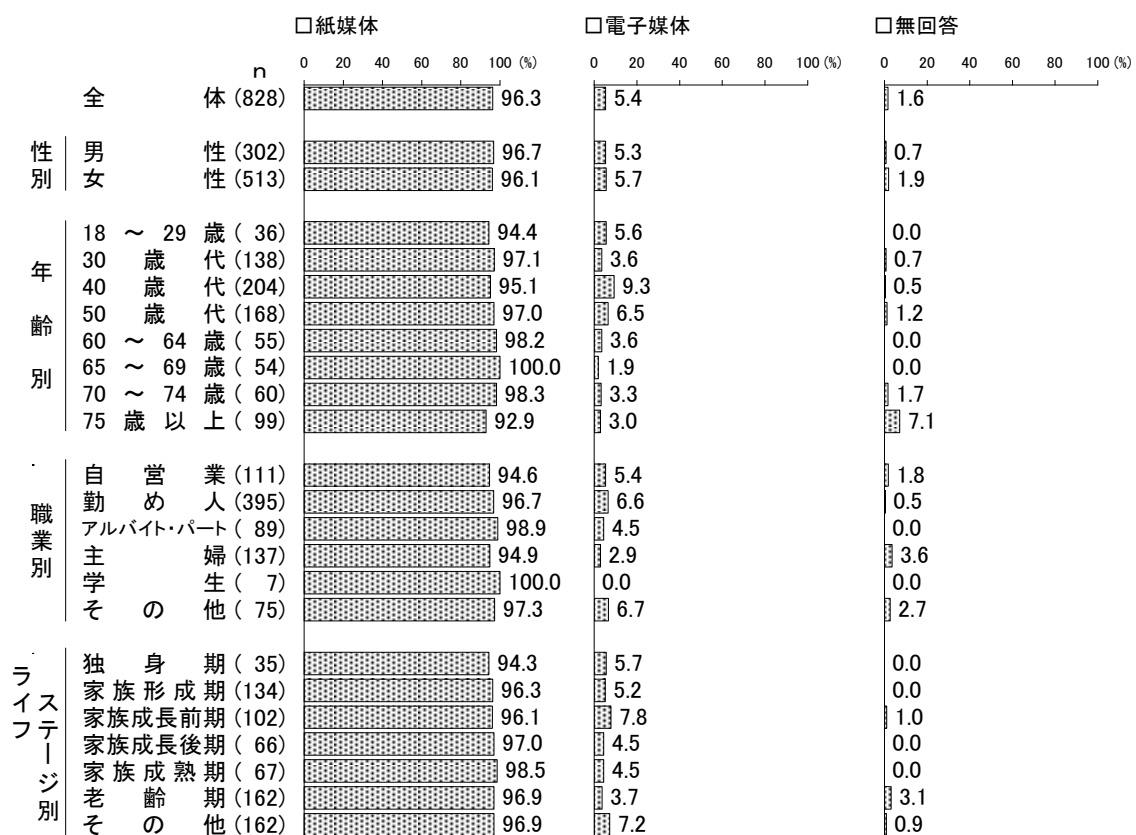 □紙媒体 □電子媒体 □無回答
n 0 20 40 60 80 100 (%) 0 20 40 60 80 100 (%) 0 20 40 60 80 100 (%)
全体 (828) 96.3 5.4 1.6
性別
男性 (302) 96.7 5.3 0.7
女性 (513) 96.1 5.7 1.9
年齢別
18 ～ 29 歳 ( 36) 94.4 5.6 0.0
30 歳代 (138) 97.1 3.6 0.7
40 歳代 (204) 95.1 9.3 0.5
50 歳代 (168) 97.0 6.5 1.2
60 ～ 64 歳 ( 55) 98.2 3.6 0.0
65 ～ 69 歳 ( 54) 100.0 1.9 0.0
70 ～ 74 歳 ( 60) 98.3 3.3 1.7
75 歳以上 ( 99) 92.9 3.0 7.1
職業別
自営業 (111) 94.6 5.4 1.8
勤め人 (395) 96.7 6.6 0.5
アルバイト・パート ( 89) 98.9 4.5 0.0
主婦 (137) 94.9 2.9 3.6
学生 ( 7) 100.0 0.0 0.0
その他 ( 75) 97.3 6.7 2.7
ライフ
ステージ別
独身期 ( 35) 94.3 5.7 0.0
家族形成期 (134) 96.3 5.2 0.0
家族成長前期 (102) 96.1 7.8 1.0
家族成長後期 ( 66) 97.0 4.5 0.0
家族成熟期 ( 67) 98.5 4.5 0.0
老齢期 (162) 96.9 3.7 3.1
その他 (162) 96.9 7.2 0.9